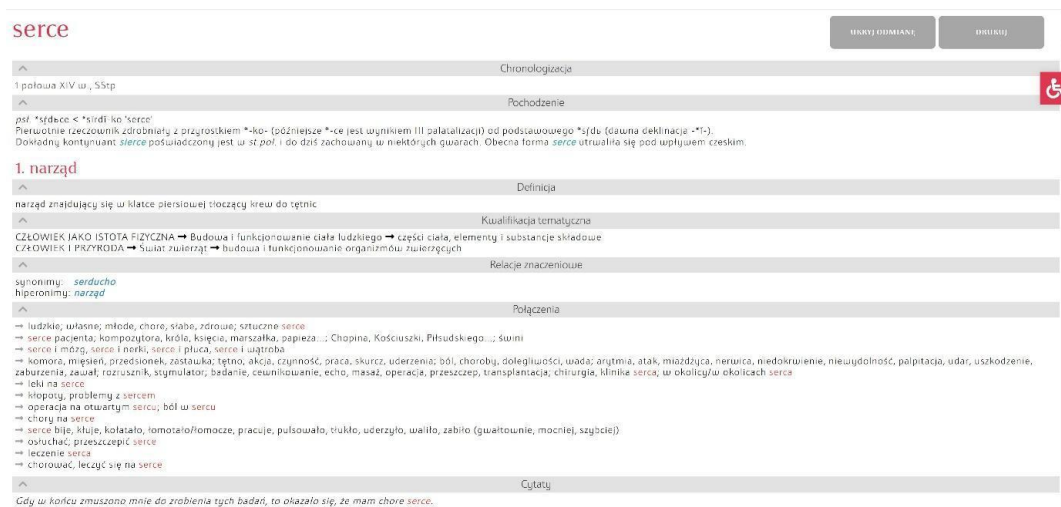 serce
UKRYJ ODMIANĘ
DRUKUJ
Chronologizacja
1 połowa XIV w., SStp
Pochodzenie
psł. *sŕdьce < *sirdĭ-ko 'serce'
Pierwotnie rzeczownik zdrobniały z przyrostkiem *-ko- (późniejsze *-ce jest wynikiem III palatalizacji) od podstawowego *sŕdь (dawna deklinacja -*ĭ-).
Dokładny kontynuant sierce poświadczony jest w st.pol. i do dziś zachowany w niektórych gwarach. Obecna forma serce utrwaliła się pod wpływem czeskim.
1. narząd
Definicja
narząd znajdujący się w klatce piersiowej tłoczący krew do tętnic
Kwalifikacja tematyczna
CZŁOWIEK JAKO ISTOTA FIZYCZNA → Budowa i funkcjonowanie ciała ludzkiego → części ciała, elementy i substancje składowe
CZŁOWIEK I PRZYRODA → Świat zwierząt → budowa i funkcjonowanie organizmów zwierzęcych
Relacje znaczeniowe
synonimy: serducho
hiperonimy: narząd
Połączenia
→ ludzkie; własne; młode, chore, słabe, zdrowe; sztuczne serce
→ serce pacjenta; kompozytora, króla, księcia, marszałka, papieża...; Chopina, Kościuszki, Piłsudskiego...; świni
→ serce i mózg, serce i nerki, serce i płuca, serce i wątroba
→ komora, mięsień, przedsionek, zastawka; tętno; akcja, czynność, praca, skurcz, uderzenia; ból, choroby, dolegliwości, wada; arytmia, atak, miażdżyca, nerwica, niedokrwienie, niewydolność, palpitacja, udar, uszkodzenie,
zaburzenia, zawał; rozrusznik, stymulator; badanie, cewnikowanie, echo, masaż, operacja, przeszczep, transplantacja; chirurgia, klinika serca; w okolicy/w okolicach serca
→ leki na serce
→ kłopoty, problemy z sercem
→ operacja na otwartym sercu; ból w sercu
→ chory na serce
→ serce bije, kłuje, kołatało, łomotało/łomocze, pracuje, pulsowało, tłukło, uderzyło, waliło, zabiło (gwałtownie, mocniej, szybciej)
→ osłuchać; przeszczepić serce
→ leczenie serca
→ chorować, leczyć się na serce
Cytaty
Gdy w końcu zmuszono mnie do zrobienia tych badań, to okazało się, że mam chore serce.